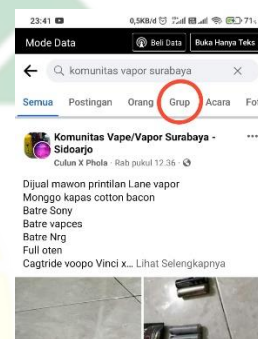 23:41
0,5KB/d
71
Mode Data
Beli Data
Buka Hanya Teks
komunitas vapor surabaya
Semua Postingan Orang Grup Acara Fot
Komunitas Vape/Vapor Surabaya -
Sidoarjo
Culun X Phola · Rab pukul 12.36 ·
Dijual mawon printilan Lane vapor
Monggo kapas cotton bacon
Batre Sony
Batre vapces
Batre Nrg
Full oten
Cagtride voopo Vinci x... Lihat Selengkapnya